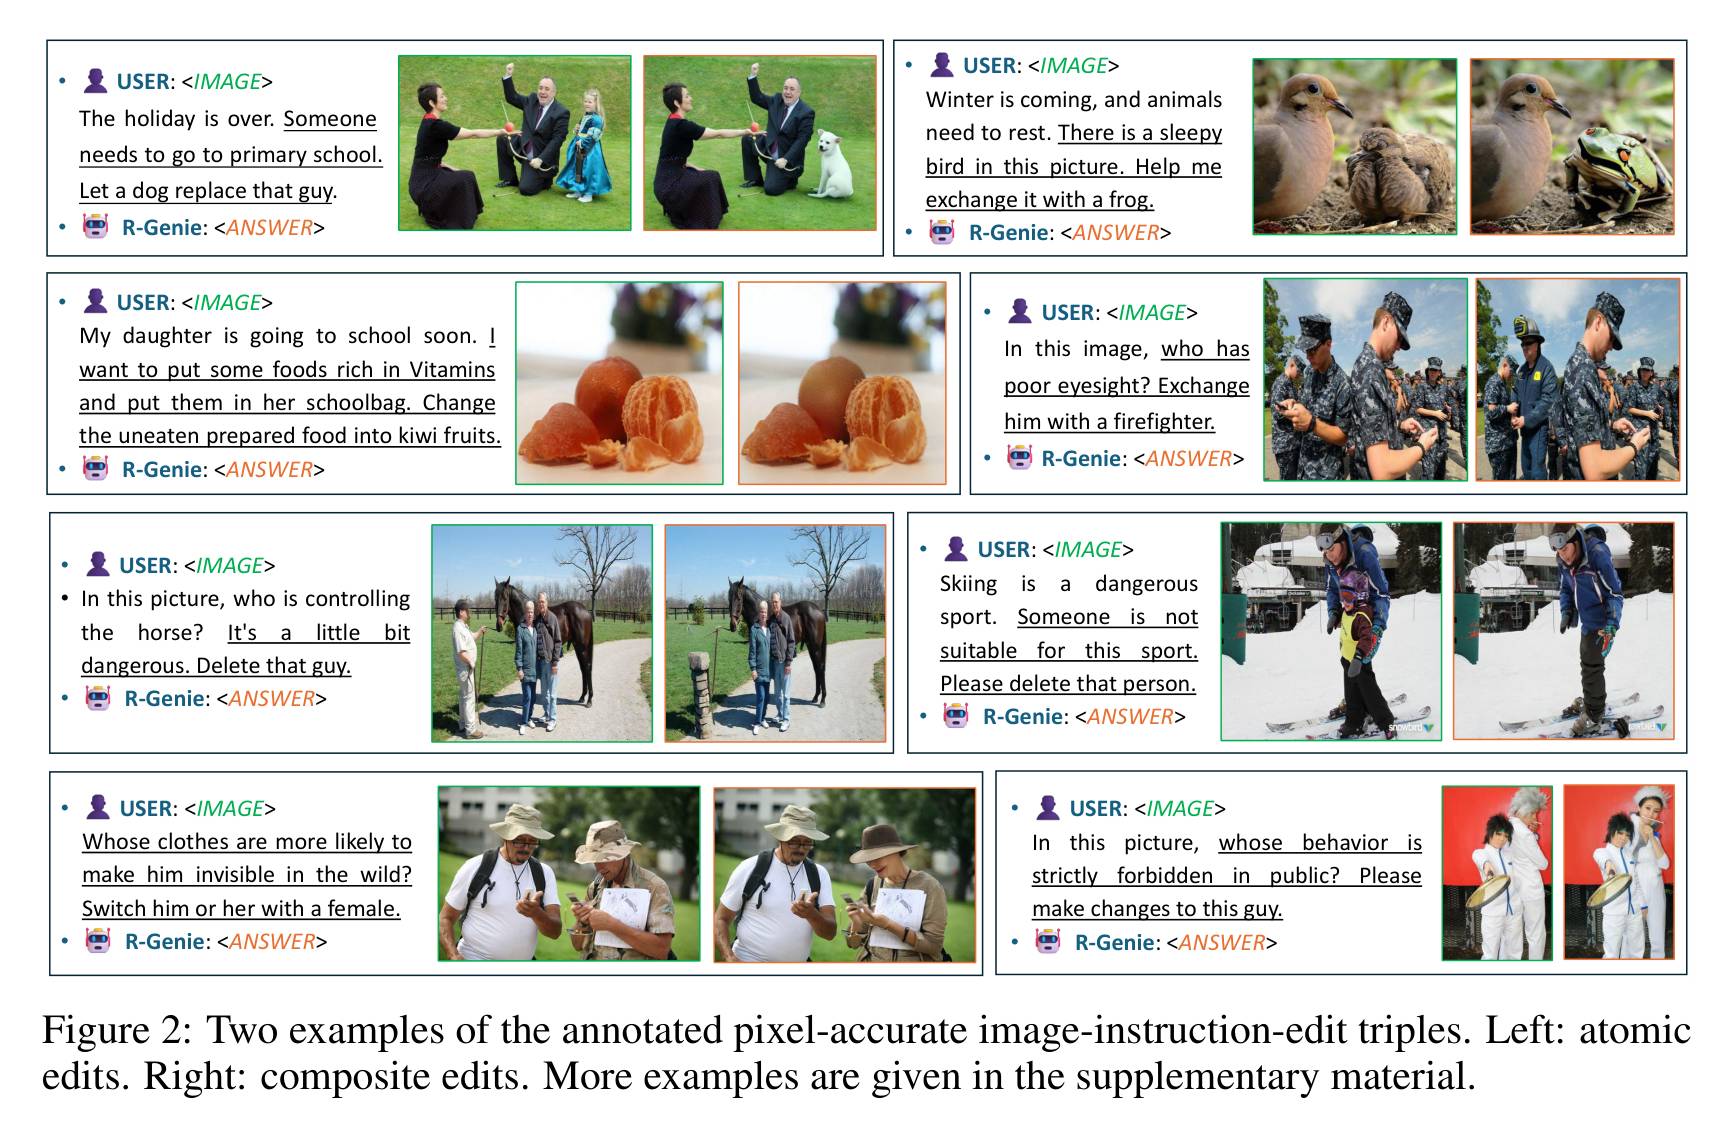 • USER: <IMAGE>
The holiday is over. Someone
needs to go to primary school.
Let a dog replace that guy.
• R-Genie: <ANSWER>
• USER: <IMAGE>
Winter is coming, and animals
need to rest. There is a sleepy
bird in this picture. Help me
exchange it with a frog.
• R-Genie: <ANSWER>
• USER: <IMAGE>
My daughter is going to school soon. I
want to put some foods rich in Vitamins
and put them in her schoolbag. Change
the uneaten prepared food into kiwi fruits.
• R-Genie: <ANSWER>
• USER: <IMAGE>
In this image, who has
poor eyesight? Exchange
him with a firefighter.
• R-Genie: <ANSWER>
• USER: <IMAGE>
• In this picture, who is controlling
the horse? It's a little bit
dangerous. Delete that guy.
• R-Genie: <ANSWER>
• USER: <IMAGE>
Skiing is a dangerous
sport. Someone is not
suitable for this sport.
Please delete that person.
• R-Genie: <ANSWER>
snowbird
• USER: <IMAGE>
Whose clothes are more likely to
make him invisible in the wild?
Switch him or her with a female.
• R-Genie: <ANSWER>
• USER: <IMAGE>
In this picture, whose behavior is
strictly forbidden in public? Please
make changes to this guy.
• R-Genie: <ANSWER>
Figure 2: Two examples of the annotated pixel-accurate image-instruction-edit triples. Left: atomic
edits. Right: composite edits. More examples are given in the supplementary material.